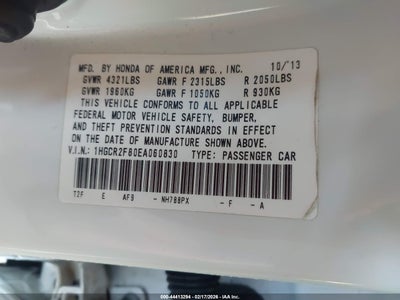 MFD. BY HONDA OF AMERICA MFG., INC. 10/13
GVWR 4321LBS GAWR F 2315LBS R 2050LBS
GVWR 1960KG GAWR F 1050KG R 930KG
THIS VEHICLE CONFORMS TO ALL APPLICABLE
FEDERAL MOTOR VEHICLE SAFETY, BUMPER,
AND THEFT PREVENTION STANDARDS IN EFFECT
ON THE DATE OF MANUFACTURE SHOWN ABOVE.
V.I.N.: 1HGCR2F80EA060830 TYPE: PASSENGER CAR
T2F E AF9 - NH788PX - F - A
000-44413294 - 02/17/2026 - IAA Inc.